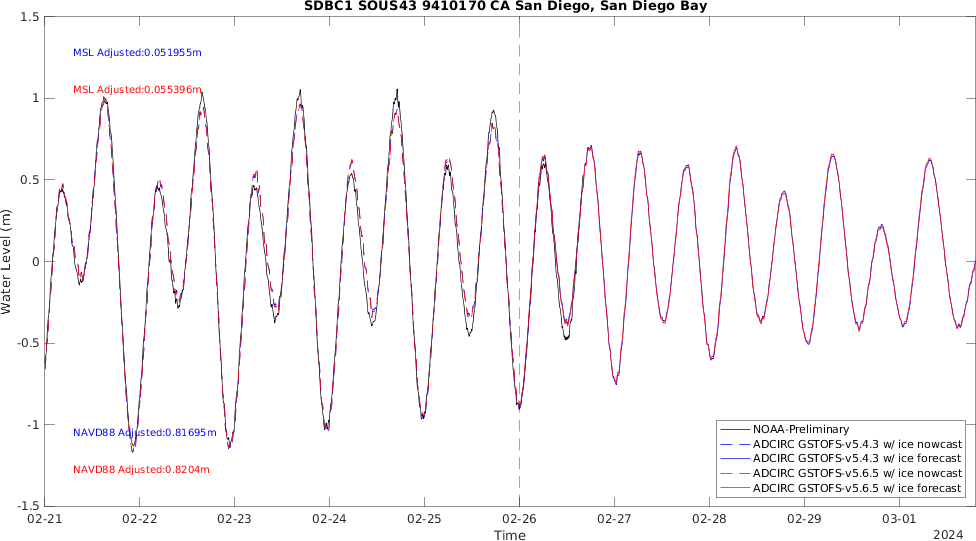 SDBC1 SOUS43 9410170 CA San Diego, San Diego Bay
1.5
MSL Adjusted:0.051955m
MSL Adjusted:0.055396m
1
0.5
0
-0.5
-1
-1.5
Water Level (m)
NAVD88 Adjusted:0.81695m
NAVD88 Adjusted:0.8204m
NOAA-Preliminary
ADCIRC GSTOFS-v5.4.3 w/ ice nowcast
ADCIRC GSTOFS-v5.4.3 w/ ice forecast
ADCIRC GSTOFS-v5.6.5 w/ ice nowcast
ADCIRC GSTOFS-v5.6.5 w/ ice forecast
02-21 02-22 02-23 02-24 02-25 02-26 02-27 02-28 02-29 03-01
Time
2024